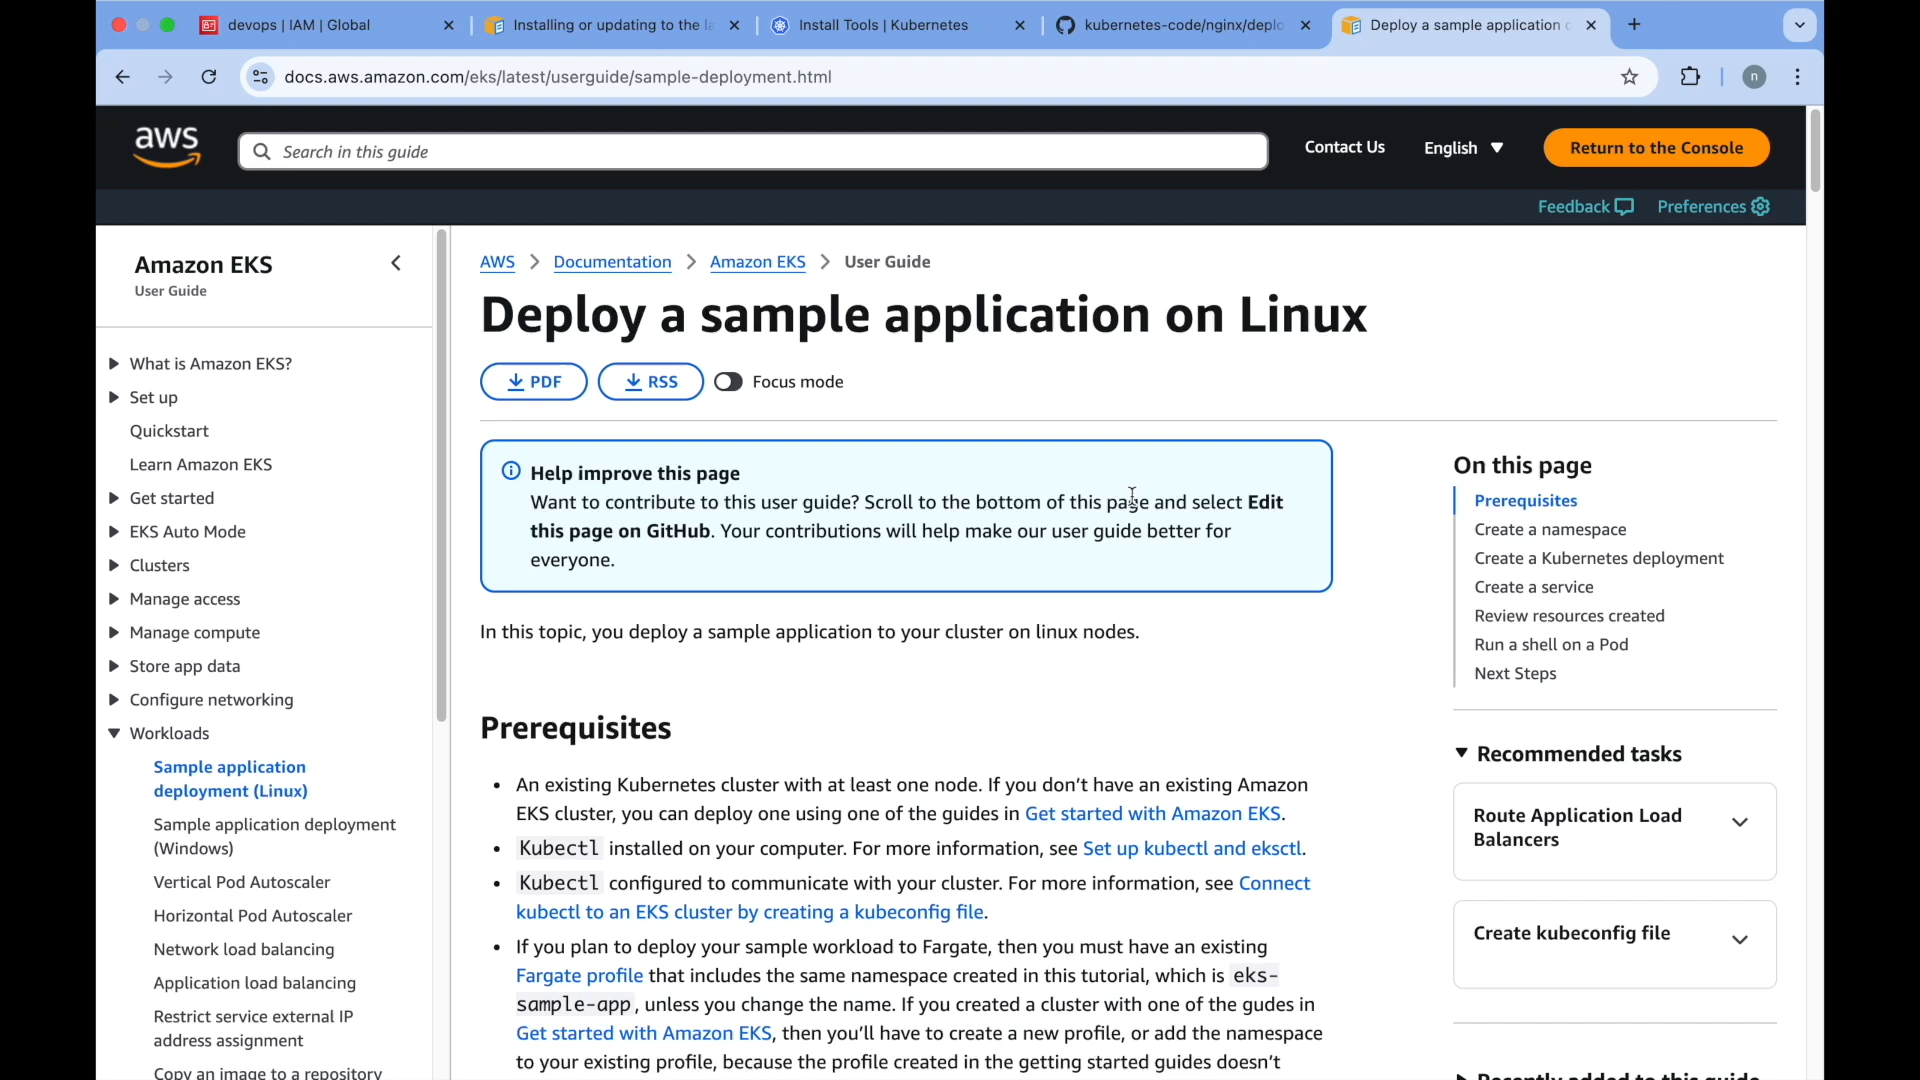 devops | IAM | Global
Installing or updating to the la
Install Tools | Kubernetes
kubernetes-code/nginx/deplo
Deploy a sample application o
docs.aws.amazon.com/eks/latest/userguide/sample-deployment.html
n
aws
Search in this guide
Contact Us
English
Return to the Console
Feedback
Preferences
Amazon EKS
User Guide
What is Amazon EKS?
Set up
Quickstart
Learn Amazon EKS
Get started
EKS Auto Mode
Clusters
Manage access
Manage compute
Store app data
Configure networking
Workloads
Sample application
deployment (Linux)
Sample application deployment
(Windows)
Vertical Pod Autoscaler
Horizontal Pod Autoscaler
Network load balancing
Application load balancing
Restrict service external IP
address assignment
Copy an image to a repository
AWS > Documentation > Amazon EKS > User Guide
Deploy a sample application on Linux
PDF
RSS
Focus mode
Help improve this page
Want to contribute to this user guide? Scroll to the bottom of this page and select Edit
this page on GitHub. Your contributions will help make our user guide better for
everyone.
In this topic, you deploy a sample application to your cluster on linux nodes.
Prerequisites
• An existing Kubernetes cluster with at least one node. If you don't have an existing Amazon
EKS cluster, you can deploy one using one of the guides in Get started with Amazon EKS.
• Kubectl installed on your computer. For more information, see Set up kubectl and eksctl.
• Kubectl configured to communicate with your cluster. For more information, see Connect
kubectl to an EKS cluster by creating a kubeconfig file.
• If you plan to deploy your sample workload to Fargate, then you must have an existing
Fargate profile that includes the same namespace created in this tutorial, which is eks-
sample-app, unless you change the name. If you created a cluster with one of the gudes in
Get started with Amazon EKS, then you'll have to create a new profile, or add the namespace
to your existing profile, because the profile created in the getting started guides doesn't
On this page
Prerequisites
Create a namespace
Create a Kubernetes deployment
Create a service
Review resources created
Run a shell on a Pod
Next Steps
Recommended tasks
Route Application Load
Balancers
Create kubeconfig file
Recently added to this guide